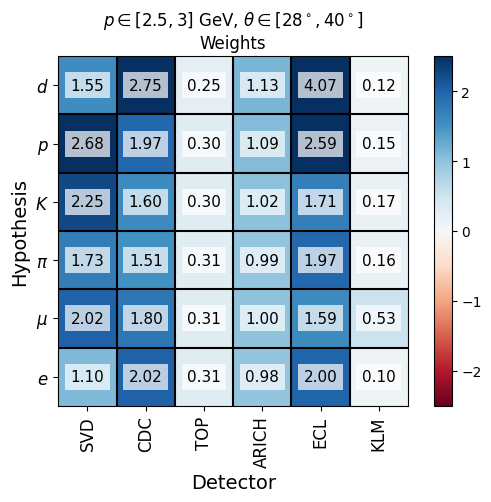 p ∈ [2.5, 3] GeV, θ ∈ [28°, 40°]
Weights
d 1.55 2.75 0.25 1.13 4.07 0.12
p 2.68 1.97 0.30 1.09 2.59 0.15
K 2.25 1.60 0.30 1.02 1.71 0.17
π 1.73 1.51 0.31 0.99 1.97 0.16
μ 2.02 1.80 0.31 1.00 1.59 0.53
e 1.10 2.02 0.31 0.98 2.00 0.10
SVD CDC TOP ARICH ECL KLM
Detector
Hypothesis
2
1
0
−1
−2